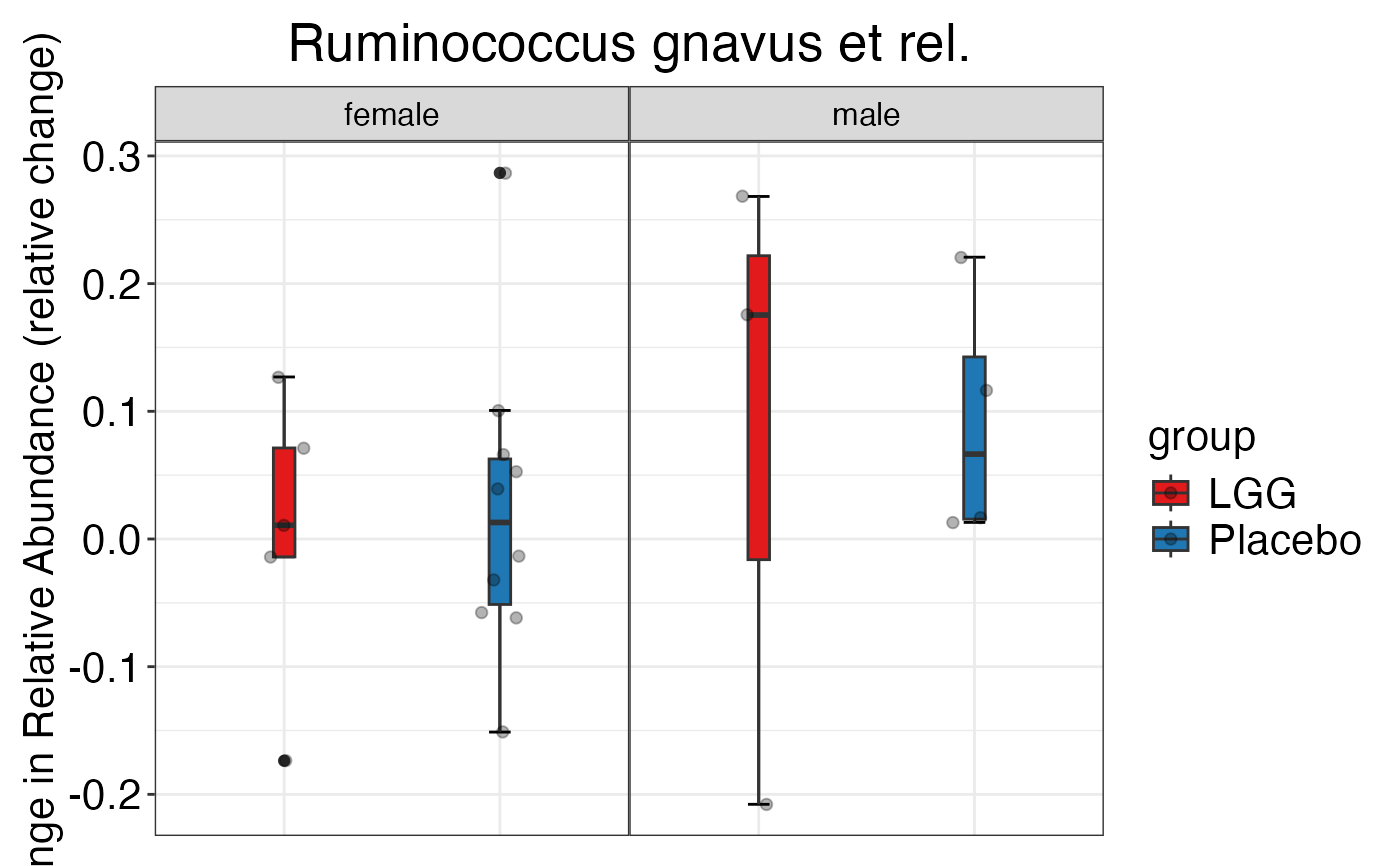 Ruminococcus gnavus et rel.
female
male
nge in Relative Abundance (relative change)
0.3
0.2
0.1
0.0
-0.1
-0.2
group
LGG
Placebo